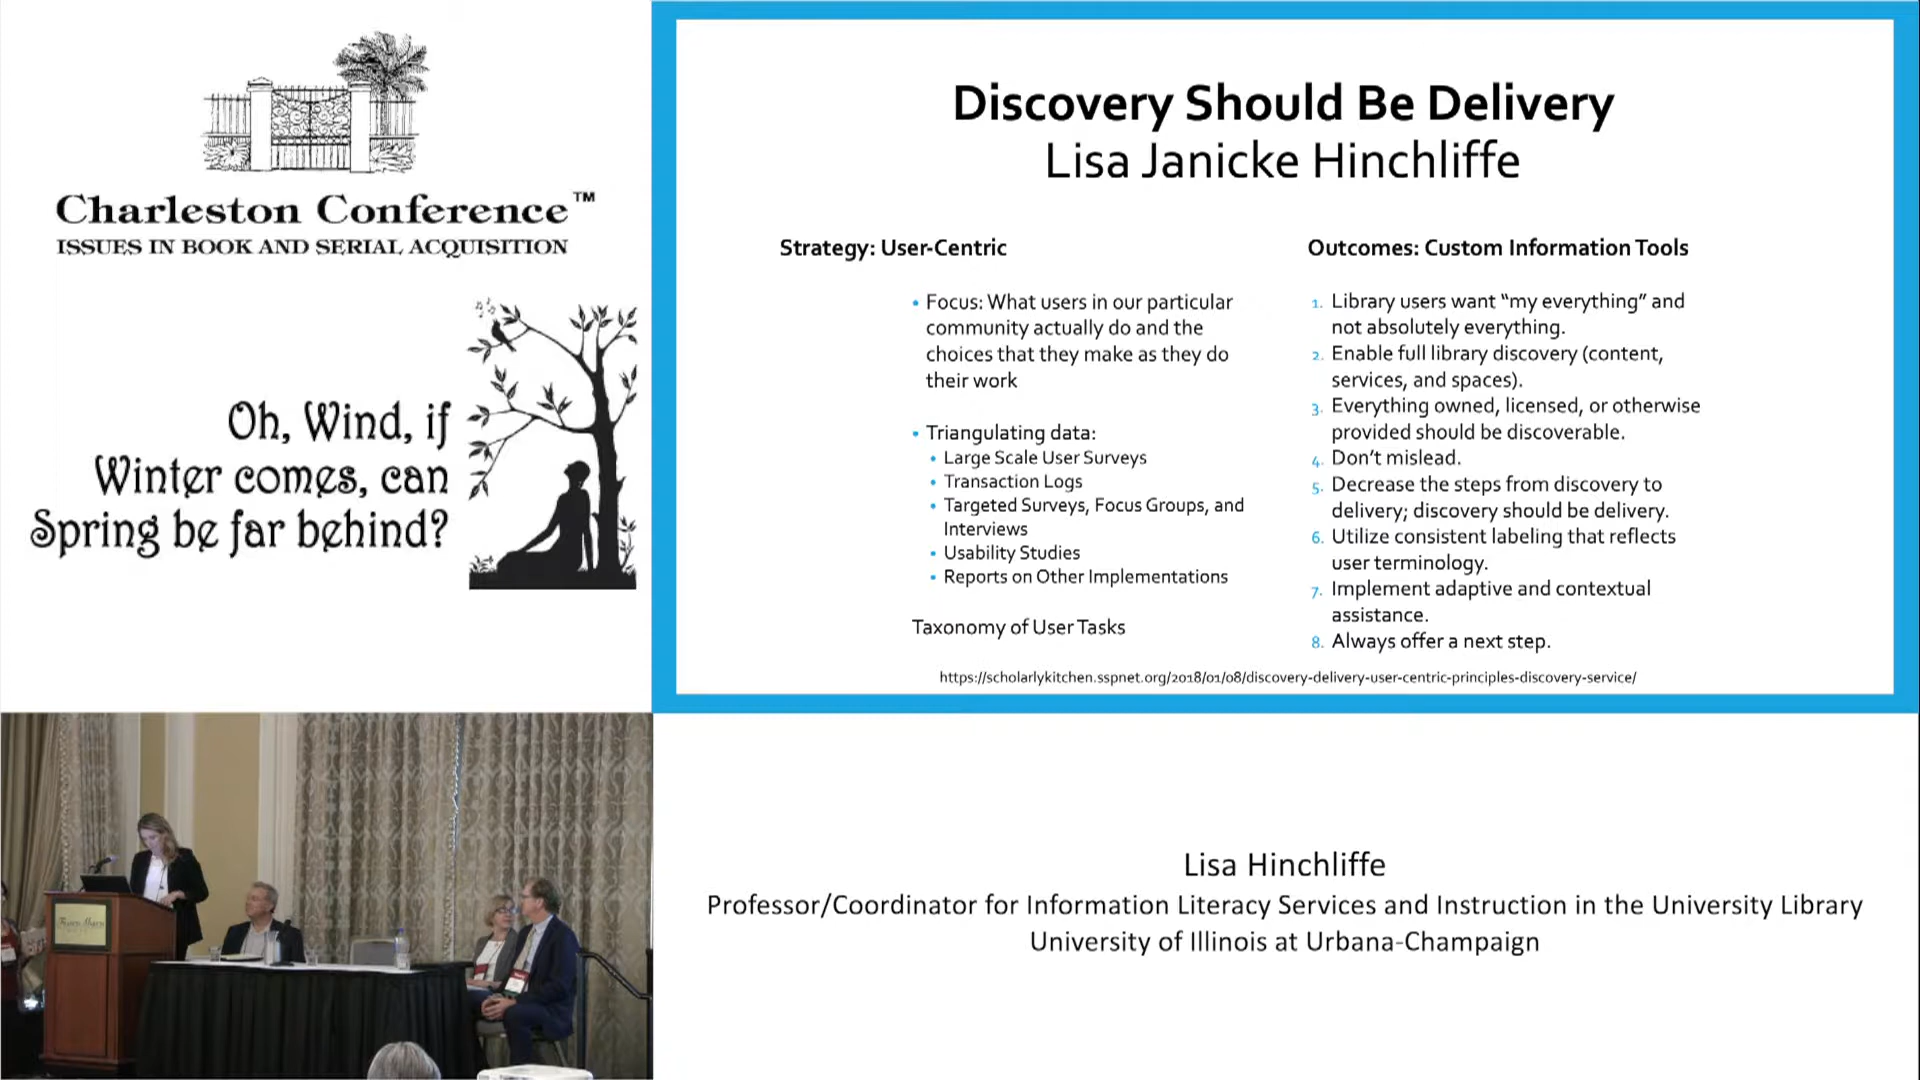 Charleston Conference™
ISSUES IN BOOK AND SERIAL ACQUISITION
Oh, Wind, if
Winter comes, can
Spring be far behind?
Discovery Should Be Delivery
Lisa Janicke Hinchliffe
Strategy: User-Centric
• Focus: What users in our particular
community actually do and the
choices that they make as they do
their work
• Triangulating data:
• Large Scale User Surveys
• Transaction Logs
• Targeted Surveys, Focus Groups, and
Interviews
• Usability Studies
• Reports on Other Implementations
Taxonomy of User Tasks
Outcomes: Custom Information Tools
1. Library users want “my everything” and
not absolutely everything.
2. Enable full library discovery (content,
services, and spaces).
3. Everything owned, licensed, or otherwise
provided should be discoverable.
4. Don’t mislead.
5. Decrease the steps from discovery to
delivery; discovery should be delivery.
6. Utilize consistent labeling that reflects
user terminology.
7. Implement adaptive and contextual
assistance.
8. Always offer a next step.
https://scholarlykitchen.sspnet.org/2018/01/08/discovery-delivery-user-centric-principles-discovery-service/
Lisa Hinchliffe
Professor/Coordinator for Information Literacy Services and Instruction in the University Library
University of Illinois at Urbana-Champaign